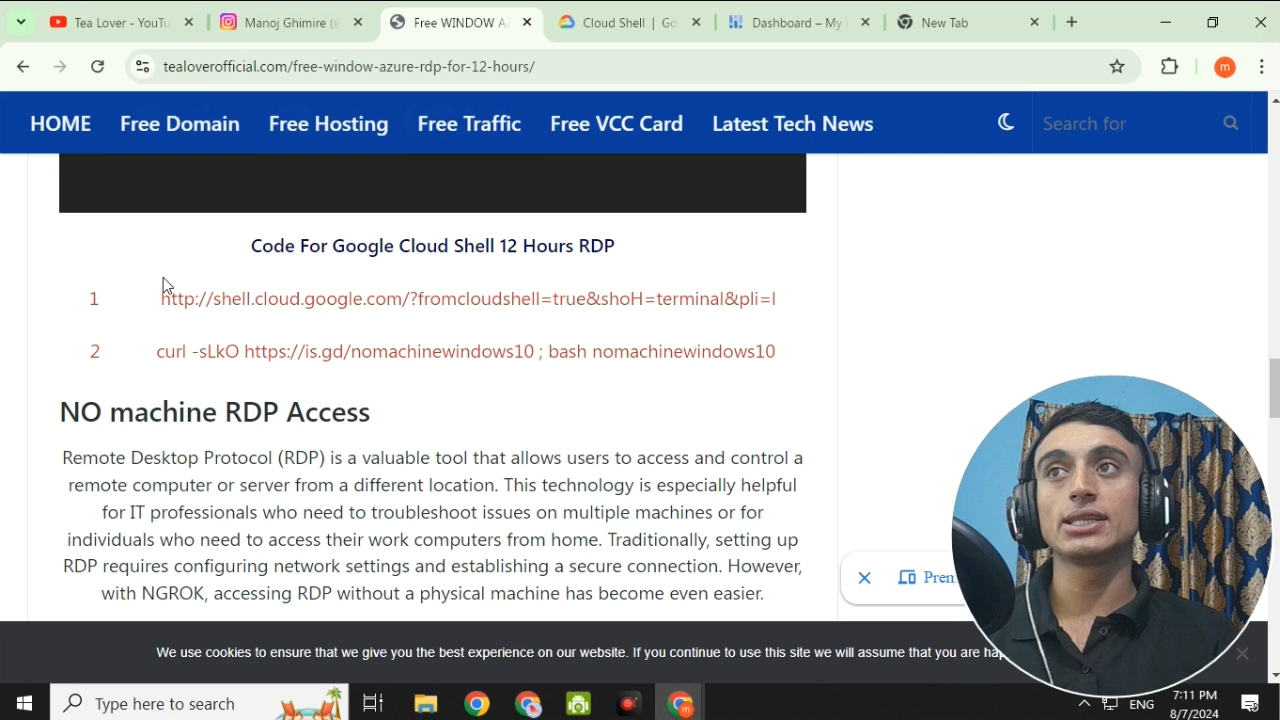 Tea Lover - YouTu
Manoj Ghimire (@
Free WINDOW AZ
Cloud Shell | Go
Dashboard – My
New Tab
tealoverofficial.com/free-window-azure-rdp-for-12-hours/
m
HOME Free Domain Free Hosting Free Traffic Free VCC Card Latest Tech News Search for
Code For Google Cloud Shell 12 Hours RDP
1 http://shell.cloud.google.com/?fromcloudshell=true&shoH=terminal&pli=l
2 curl -sLkO https://is.gd/nomachinewindows10 ; bash nomachinewindows10
NO machine RDP Access
Remote Desktop Protocol (RDP) is a valuable tool that allows users to access and control a
remote computer or server from a different location. This technology is especially helpful
for IT professionals who need to troubleshoot issues on multiple machines or for
individuals who need to access their work computers from home. Traditionally, setting up
RDP requires configuring network settings and establishing a secure connection. However,
with NGROK, accessing RDP without a physical machine has become even easier.
Pren
We use cookies to ensure that we give you the best experience on our website. If you continue to use this site we will assume that you are ha
Type here to search
ENG
7:11 PM
8/7/2024